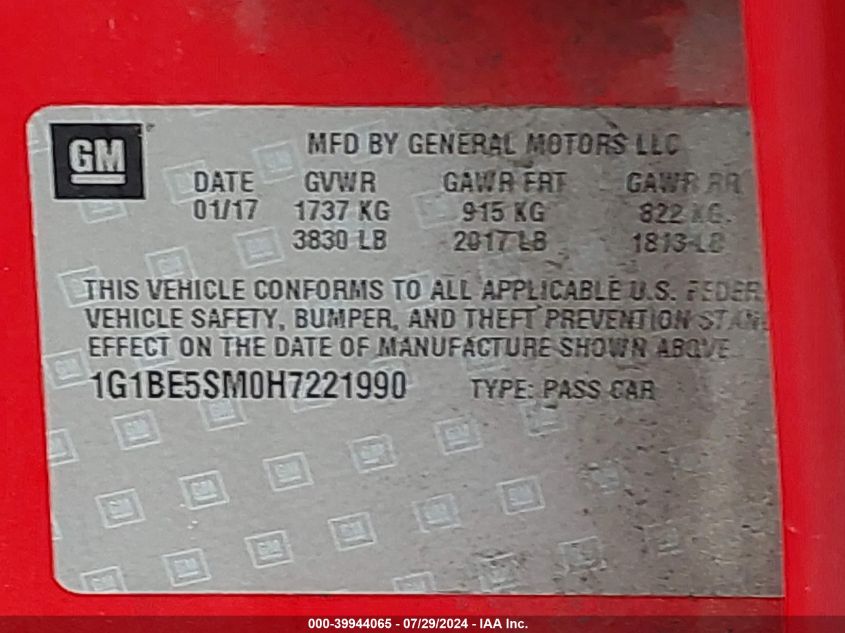 GM MFD BY GENERAL MOTORS LLC
DATE GVWR GAWR FRT GAWR RR
01/17 1737 KG 915 KG 822 KG.
3830 LB 2017 LB 1813 LB
THIS VEHICLE CONFORMS TO ALL APPLICABLE U.S. FEDER
VEHICLE SAFETY, BUMPER, AND THEFT PREVENTION STAN
EFFECT ON THE DATE OF MANUFACTURE SHOWN ABOVE
1G1BE5SM0H7221990 TYPE: PASS CAR
000-39944065 - 07/29/2024 - IAA Inc.